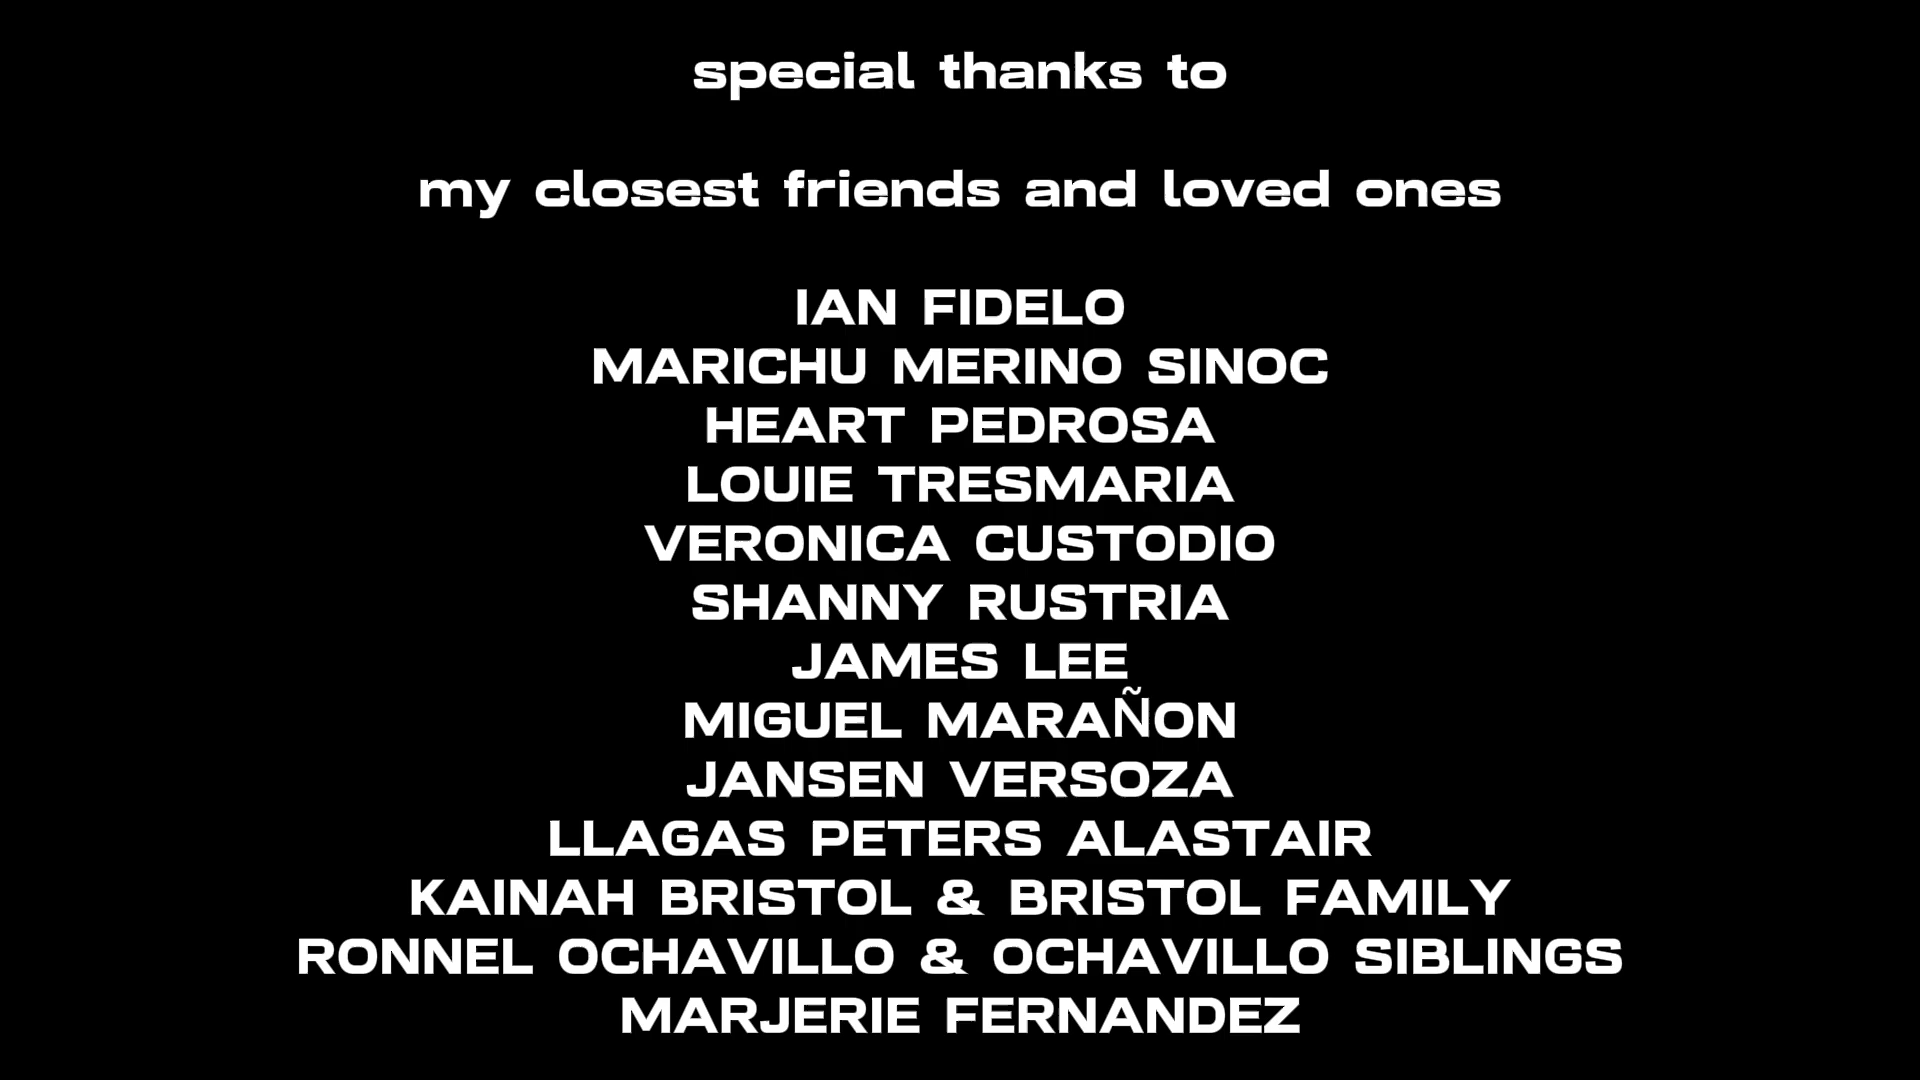 special thanks to
my closest friends and loved ones
IAN FIDELO
MARICHU MERINO SINOC
HEART PEDROSA
LOUIE TRESMARIA
VERONICA CUSTODIO
SHANNY RUSTRIA
JAMES LEE
MIGUEL MARAÑON
JANSEN VERSOZA
LLAGAS PETERS ALASTAIR
KAINAH BRISTOL & BRISTOL FAMILY
RONNEL OCHAVILLO & OCHAVILLO SIBLINGS
MARJERIE FERNANDEZ